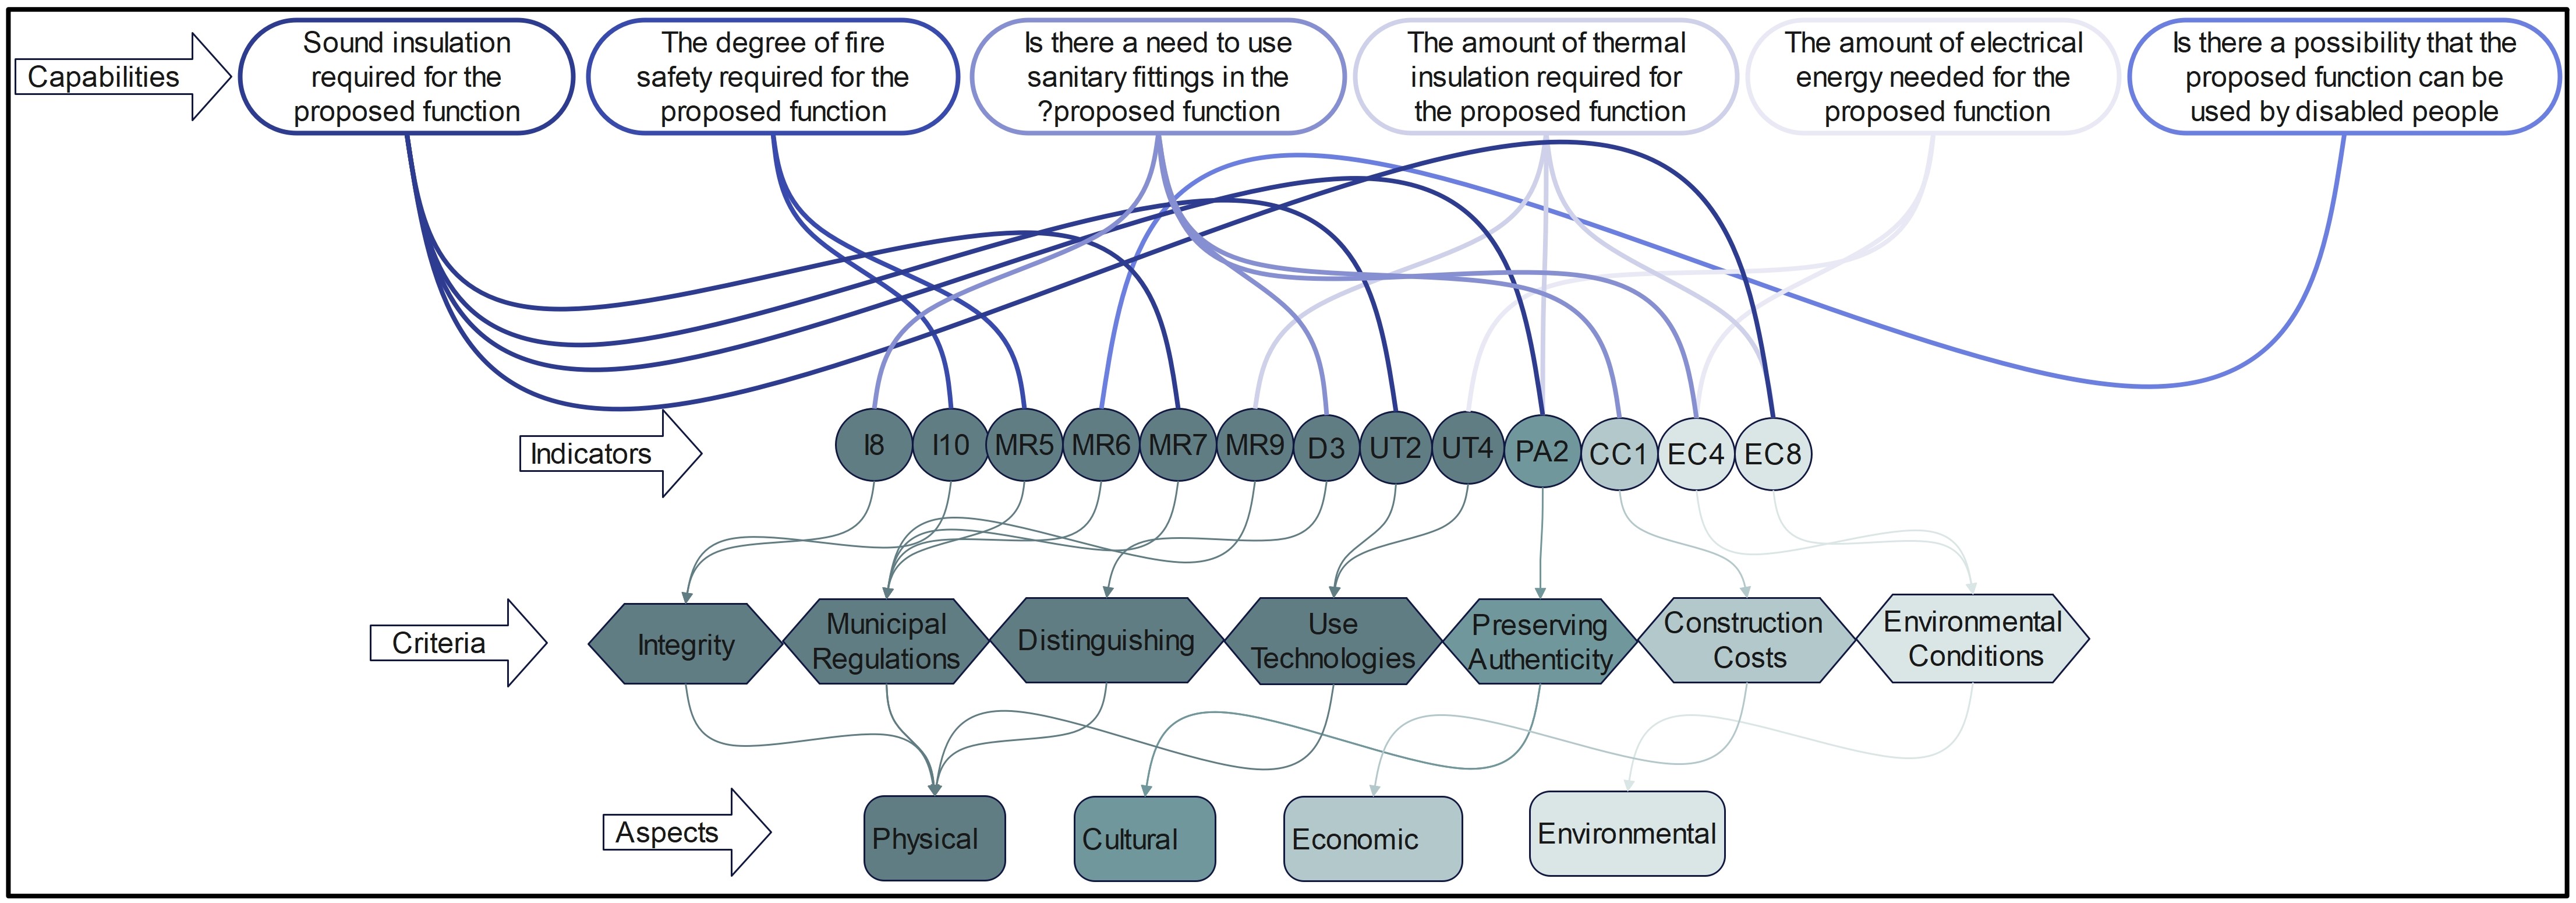 Capabilities
Sound insulation
required for the
proposed function
The degree of fire
safety required for the
proposed function
Is there a need to use
sanitary fittings in the
?proposed function
The amount of thermal
insulation required for
the proposed function
The amount of electrical
energy needed for the
proposed function
Is there a possibility that the
proposed function can be
used by disabled people
Indicators
I8
I10
MR5
MR6
MR7
MR9
D3
UT2
UT4
PA2
CC1
EC4
EC8
Criteria
Integrity
Municipal
Regulations
Distinguishing
Use
Technologies
Preserving
Authenticity
Construction
Costs
Environmental
Conditions
Aspects
Physical
Cultural
Economic
Environmental